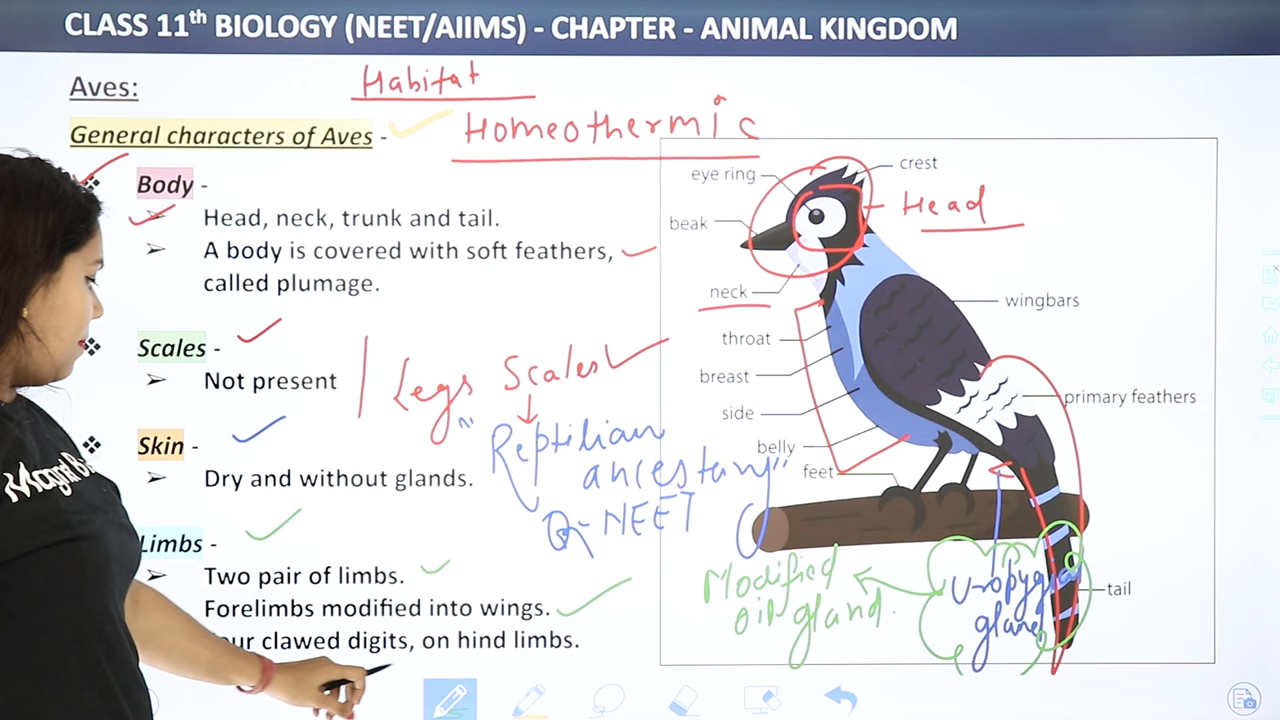 CLASS 11th BIOLOGY (NEET/AIIMS) - CHAPTER - ANIMAL KINGDOM
Aves:
Habitat
General characters of Aves -
Homeothermic
Body -
Head, neck, trunk and tail.
A body is covered with soft feathers,
called plumage.
Scales -
Not present
Legs Scales
Reptilian
ancestary"
Q- NEET
Skin -
Dry and without glands.
Limbs -
Two pair of limbs.
Forelimbs modified into wings.
clawed digits, on hind limbs.
eye ring
crest
beak
Head
neck
wingbars
throat
breast
primary feathers
side
belly
feet
tail
Modified
oil gland.
Uropygial
gland